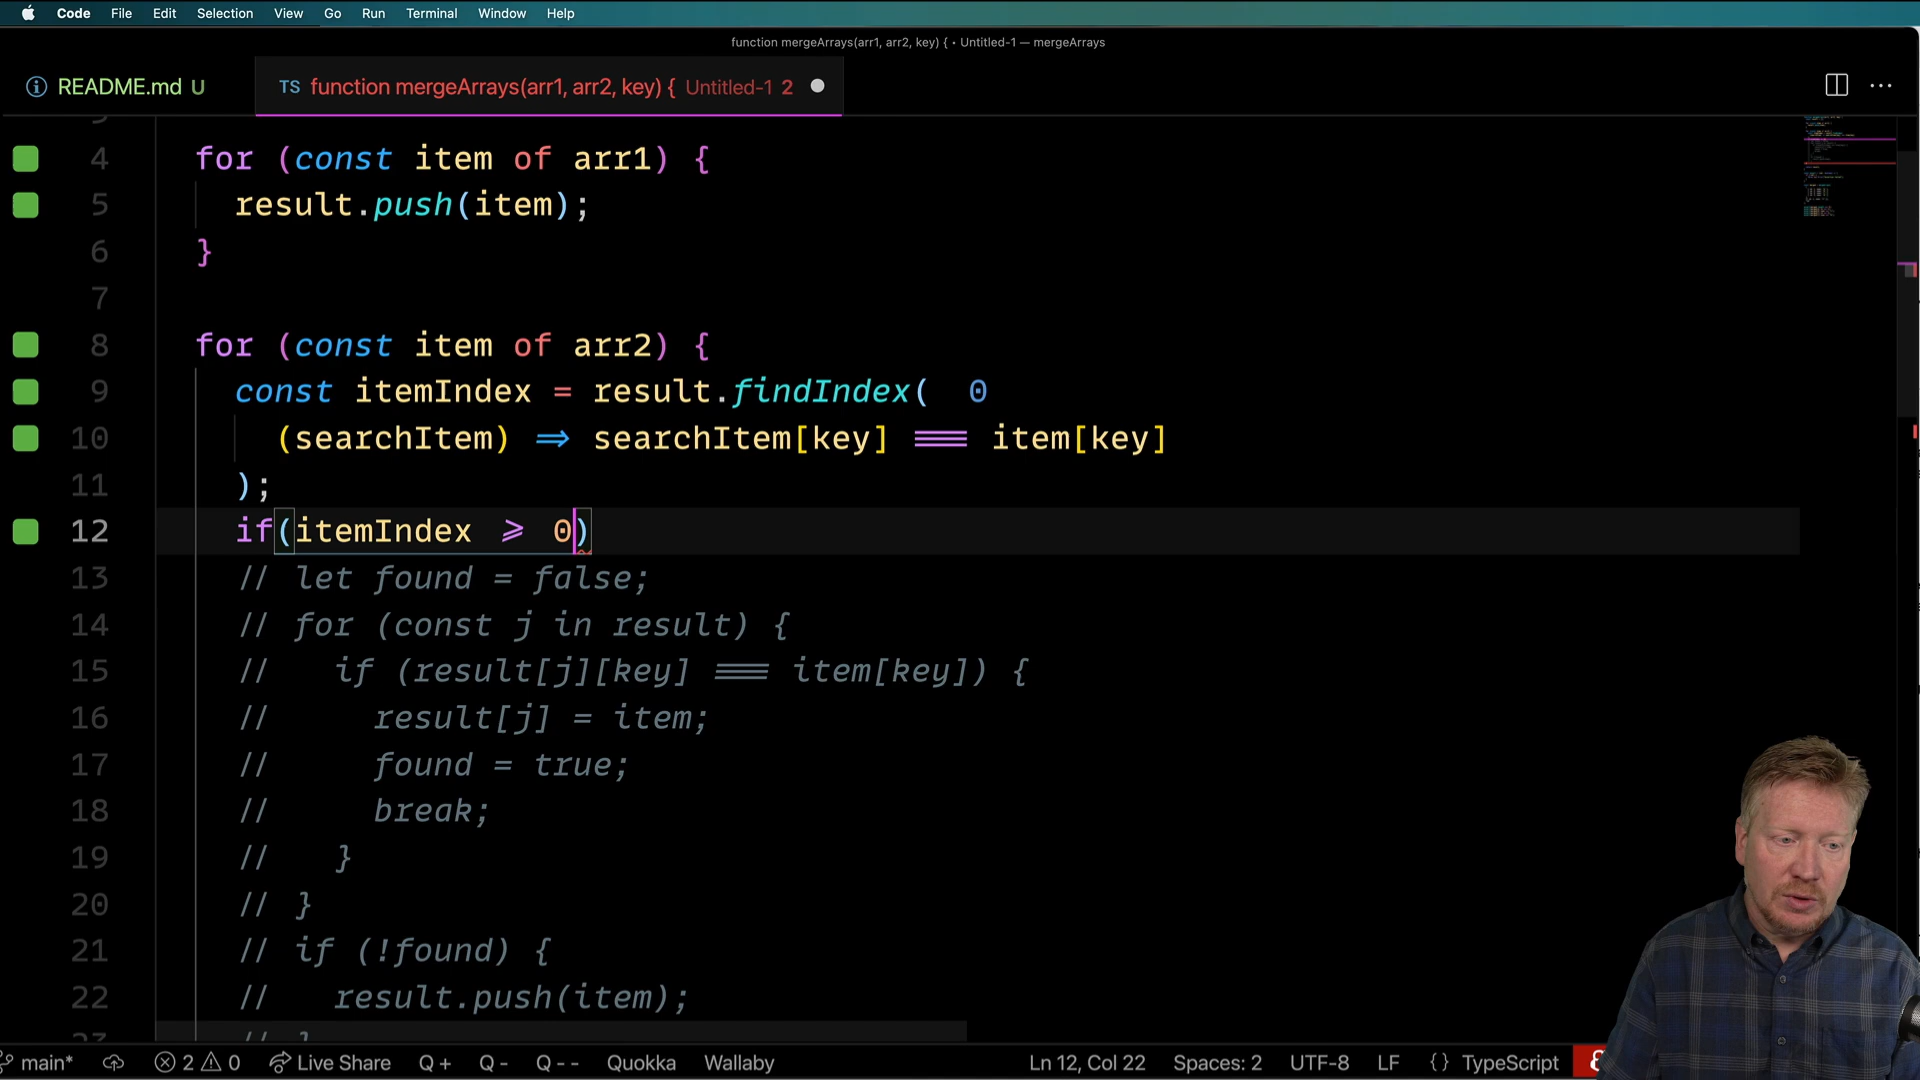 Code File Edit Selection View Go Run Terminal Window Help
function mergeArrays(arr1, arr2, key) { • Untitled-1 — mergeArrays
README.md U TS function mergeArrays(arr1, arr2, key) { Untitled-1 2
4 for (const item of arr1) {
5 result.push(item);
6 }
7
8 for (const item of arr2) {
9 const itemIndex = result.findIndex( 0
10 (searchItem) => searchItem[key] === item[key]
11 );
12 if(itemIndex >= 0)
13 // let found = false;
14 // for (const j in result) {
15 // if (result[j][key] === item[key]) {
16 // result[j] = item;
17 // found = true;
18 // break;
19 // }
20 // }
21 // if (!found) {
22 // result.push(item);
23 // }
main* 2 0 Live Share Q + Q - Q -- Quokka Wallaby Ln 12, Col 22 Spaces: 2 UTF-8 LF {} TypeScript